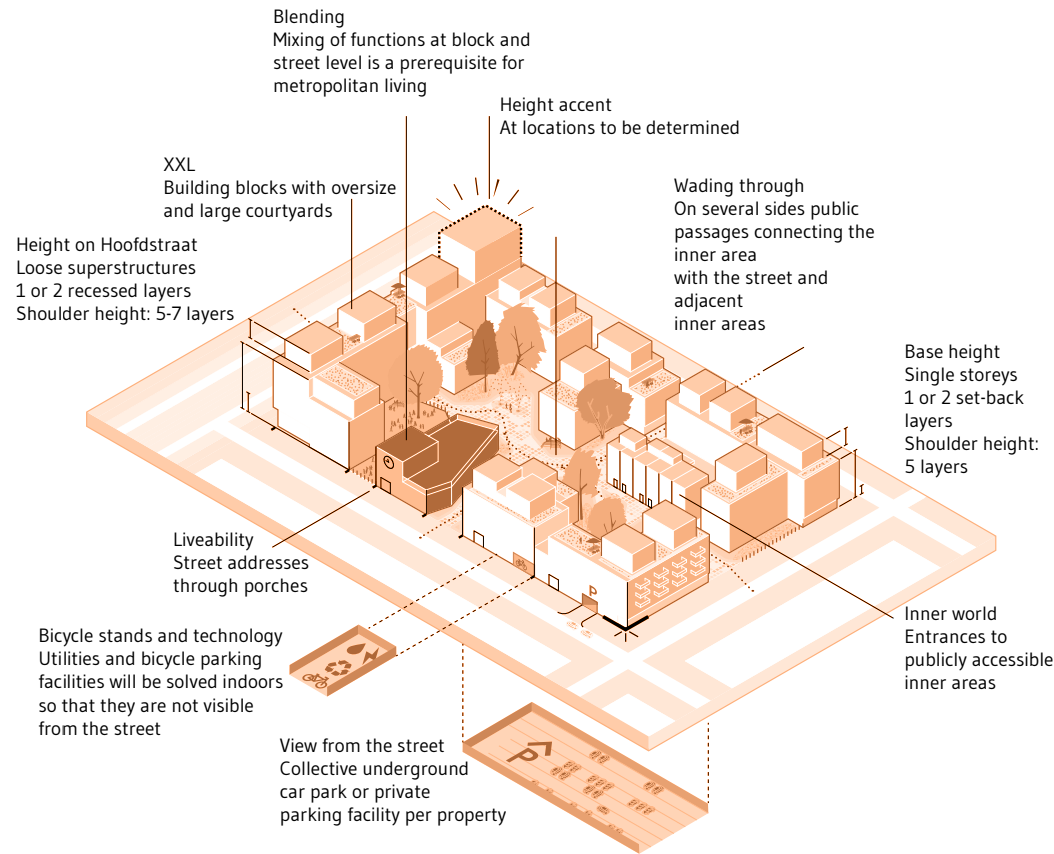 Blending
Mixing of functions at block and
street level is a prerequisite for
metropolitan living
Height accent
At locations to be determined
XXL
Building blocks with oversize
and large courtyards
Wading through
On several sides public
passages connecting the
inner area
with the street and
adjacent
inner areas
Height on Hoofdstraat
Loose superstructures
1 or 2 recessed layers
Shoulder height: 5-7 layers
Base height
Single storeys
1 or 2 set-back
layers
Shoulder height:
5 layers
Liveability
Street addresses
through porches
P
Inner world
Entrances to
publicly accessible
inner areas
Bicycle stands and technology
Utilities and bicycle parking
facilities will be solved indoors
so that they are not visible
from the street
View from the street
Collective underground
car park or private
parking facility per property
P